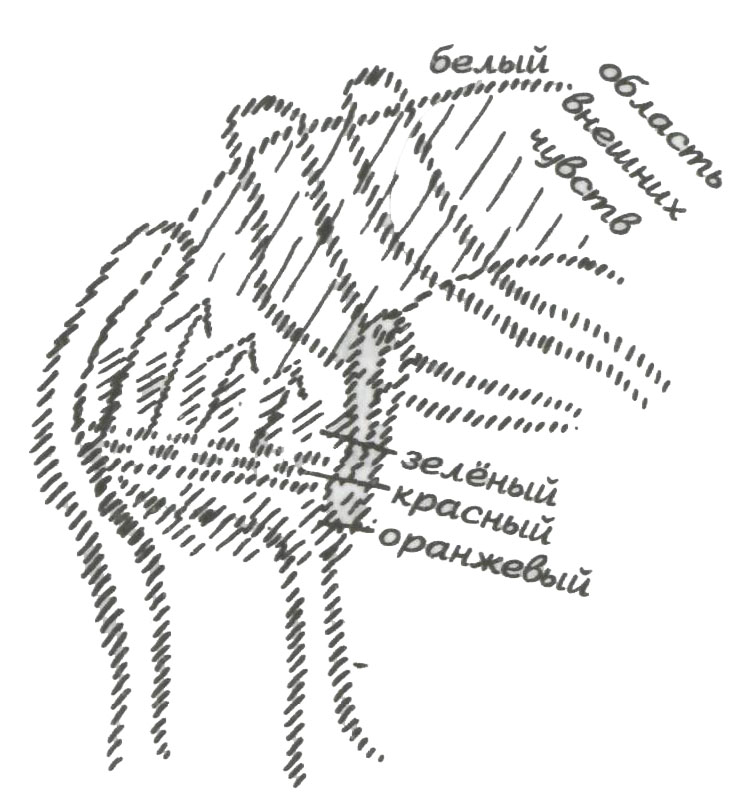 белый
область
внешних
чувств
зелёный
красный
оранжевый